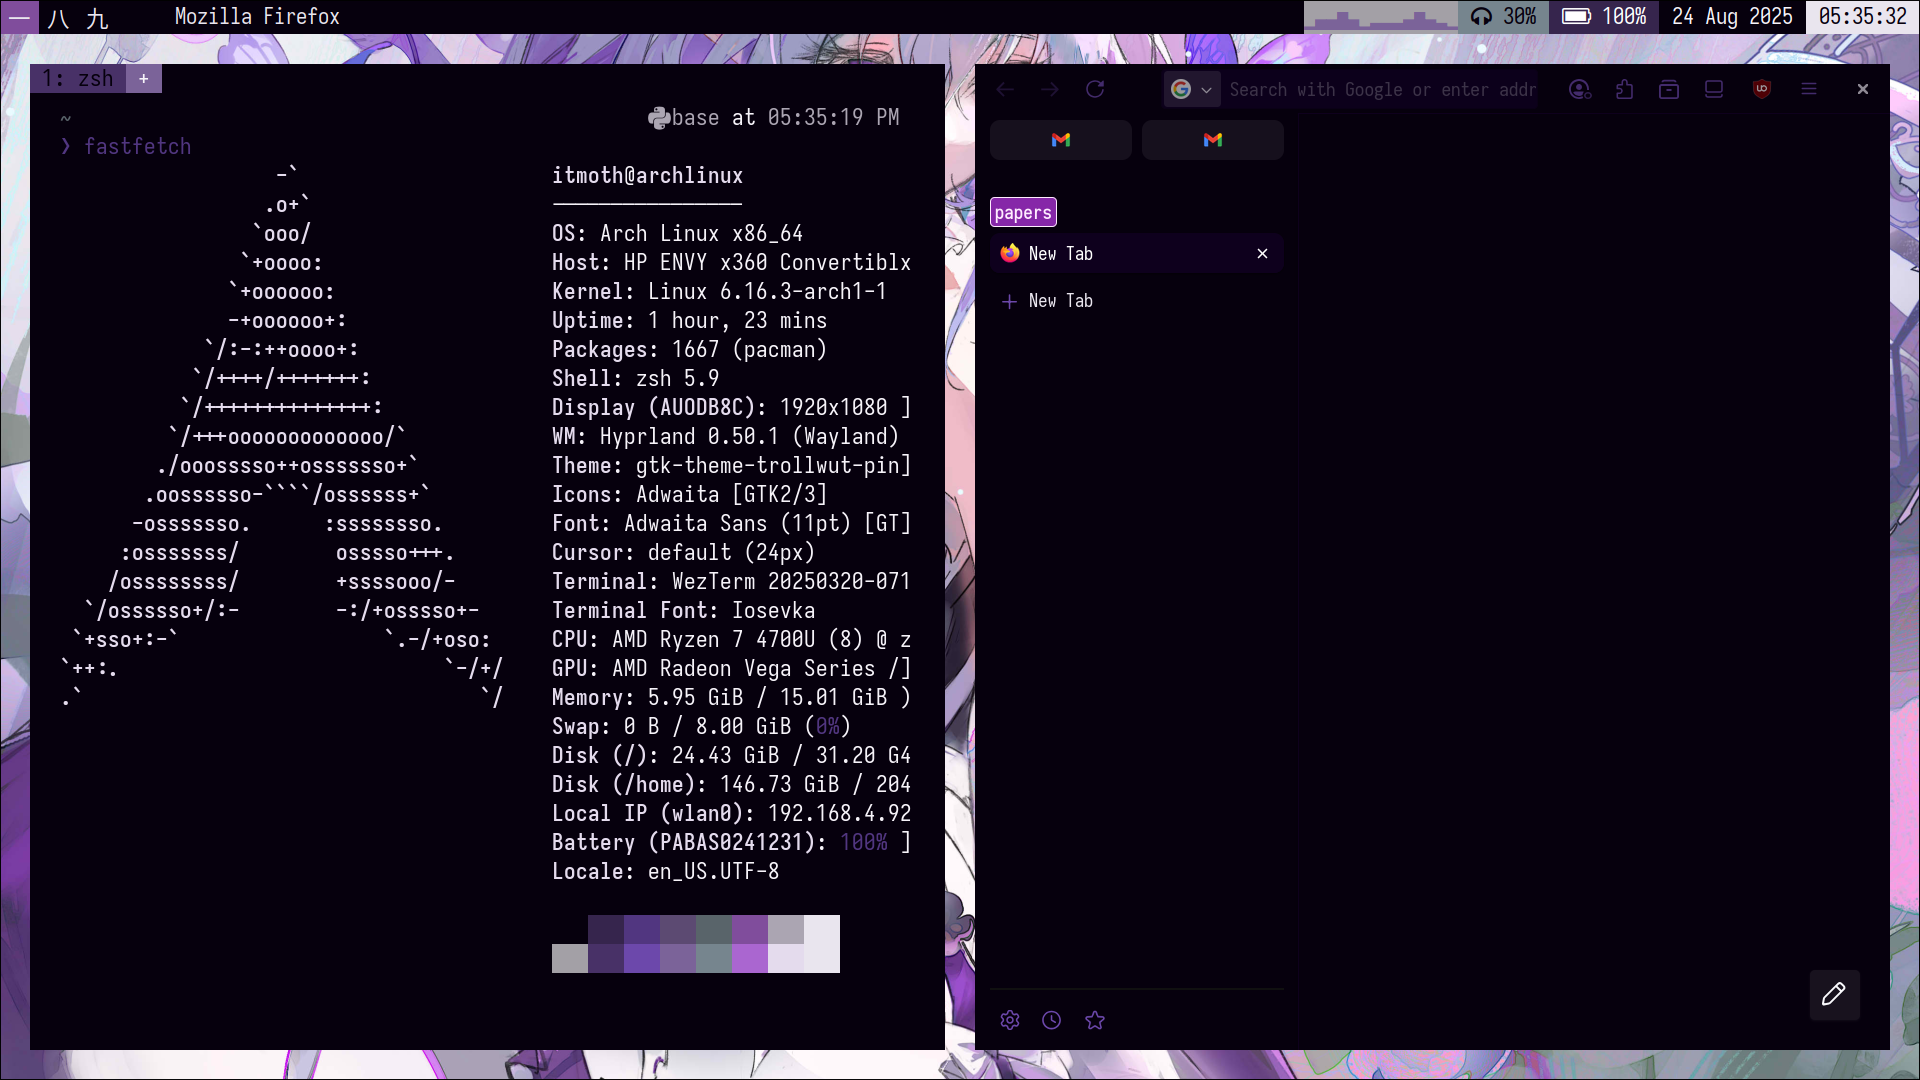 一 八 九 Mozilla Firefox 30% 100% 24 Aug 2025 05:35:32
1: zsh +
~ base at 05:35:19 PM
❯ fastfetch
-`
.o+`
`ooo/
`+oooo:
`+oooooo:
-+oooooo+:
`/:-:++oooo+:
`/++++/+++++++:
`/++++++++++++++:
`/+++ooooooooooooo/`
./ooosssso++osssssso+`
.oossssso-````/ossssss+`
-osssssso. :ssssssso.
:osssssss/ osssso+++.
/ossssssss/ +ssssooo/-
`/ossssso+/:- -:/+osssso+-
`+sso+:-` `.-/+oso:
`++:. `-/+/
.` `/
itmoth@archlinux
----------------
OS: Arch Linux x86_64
Host: HP ENVY x360 Convertiblx
Kernel: Linux 6.16.3-arch1-1
Uptime: 1 hour, 23 mins
Packages: 1667 (pacman)
Shell: zsh 5.9
Display (AUODB8C): 1920x1080 ]
WM: Hyprland 0.50.1 (Wayland)
Theme: gtk-theme-trollwut-pin]
Icons: Adwaita [GTK2/3]
Font: Adwaita Sans (11pt) [GT]
Cursor: default (24px)
Terminal: WezTerm 20250320-071
Terminal Font: Iosevka
CPU: AMD Ryzen 7 4700U (8) @ z
GPU: AMD Radeon Vega Series /]
Memory: 5.95 GiB / 15.01 GiB )
Swap: 0 B / 8.00 GiB (0%)
Disk (/): 24.43 GiB / 31.20 G4
Disk (/home): 146.73 GiB / 204
Local IP (wlan0): 192.168.4.92
Battery (PABAS0241231): 100% ]
Locale: en_US.UTF-8
Search with Google or enter addr
papers
New Tab
New Tab